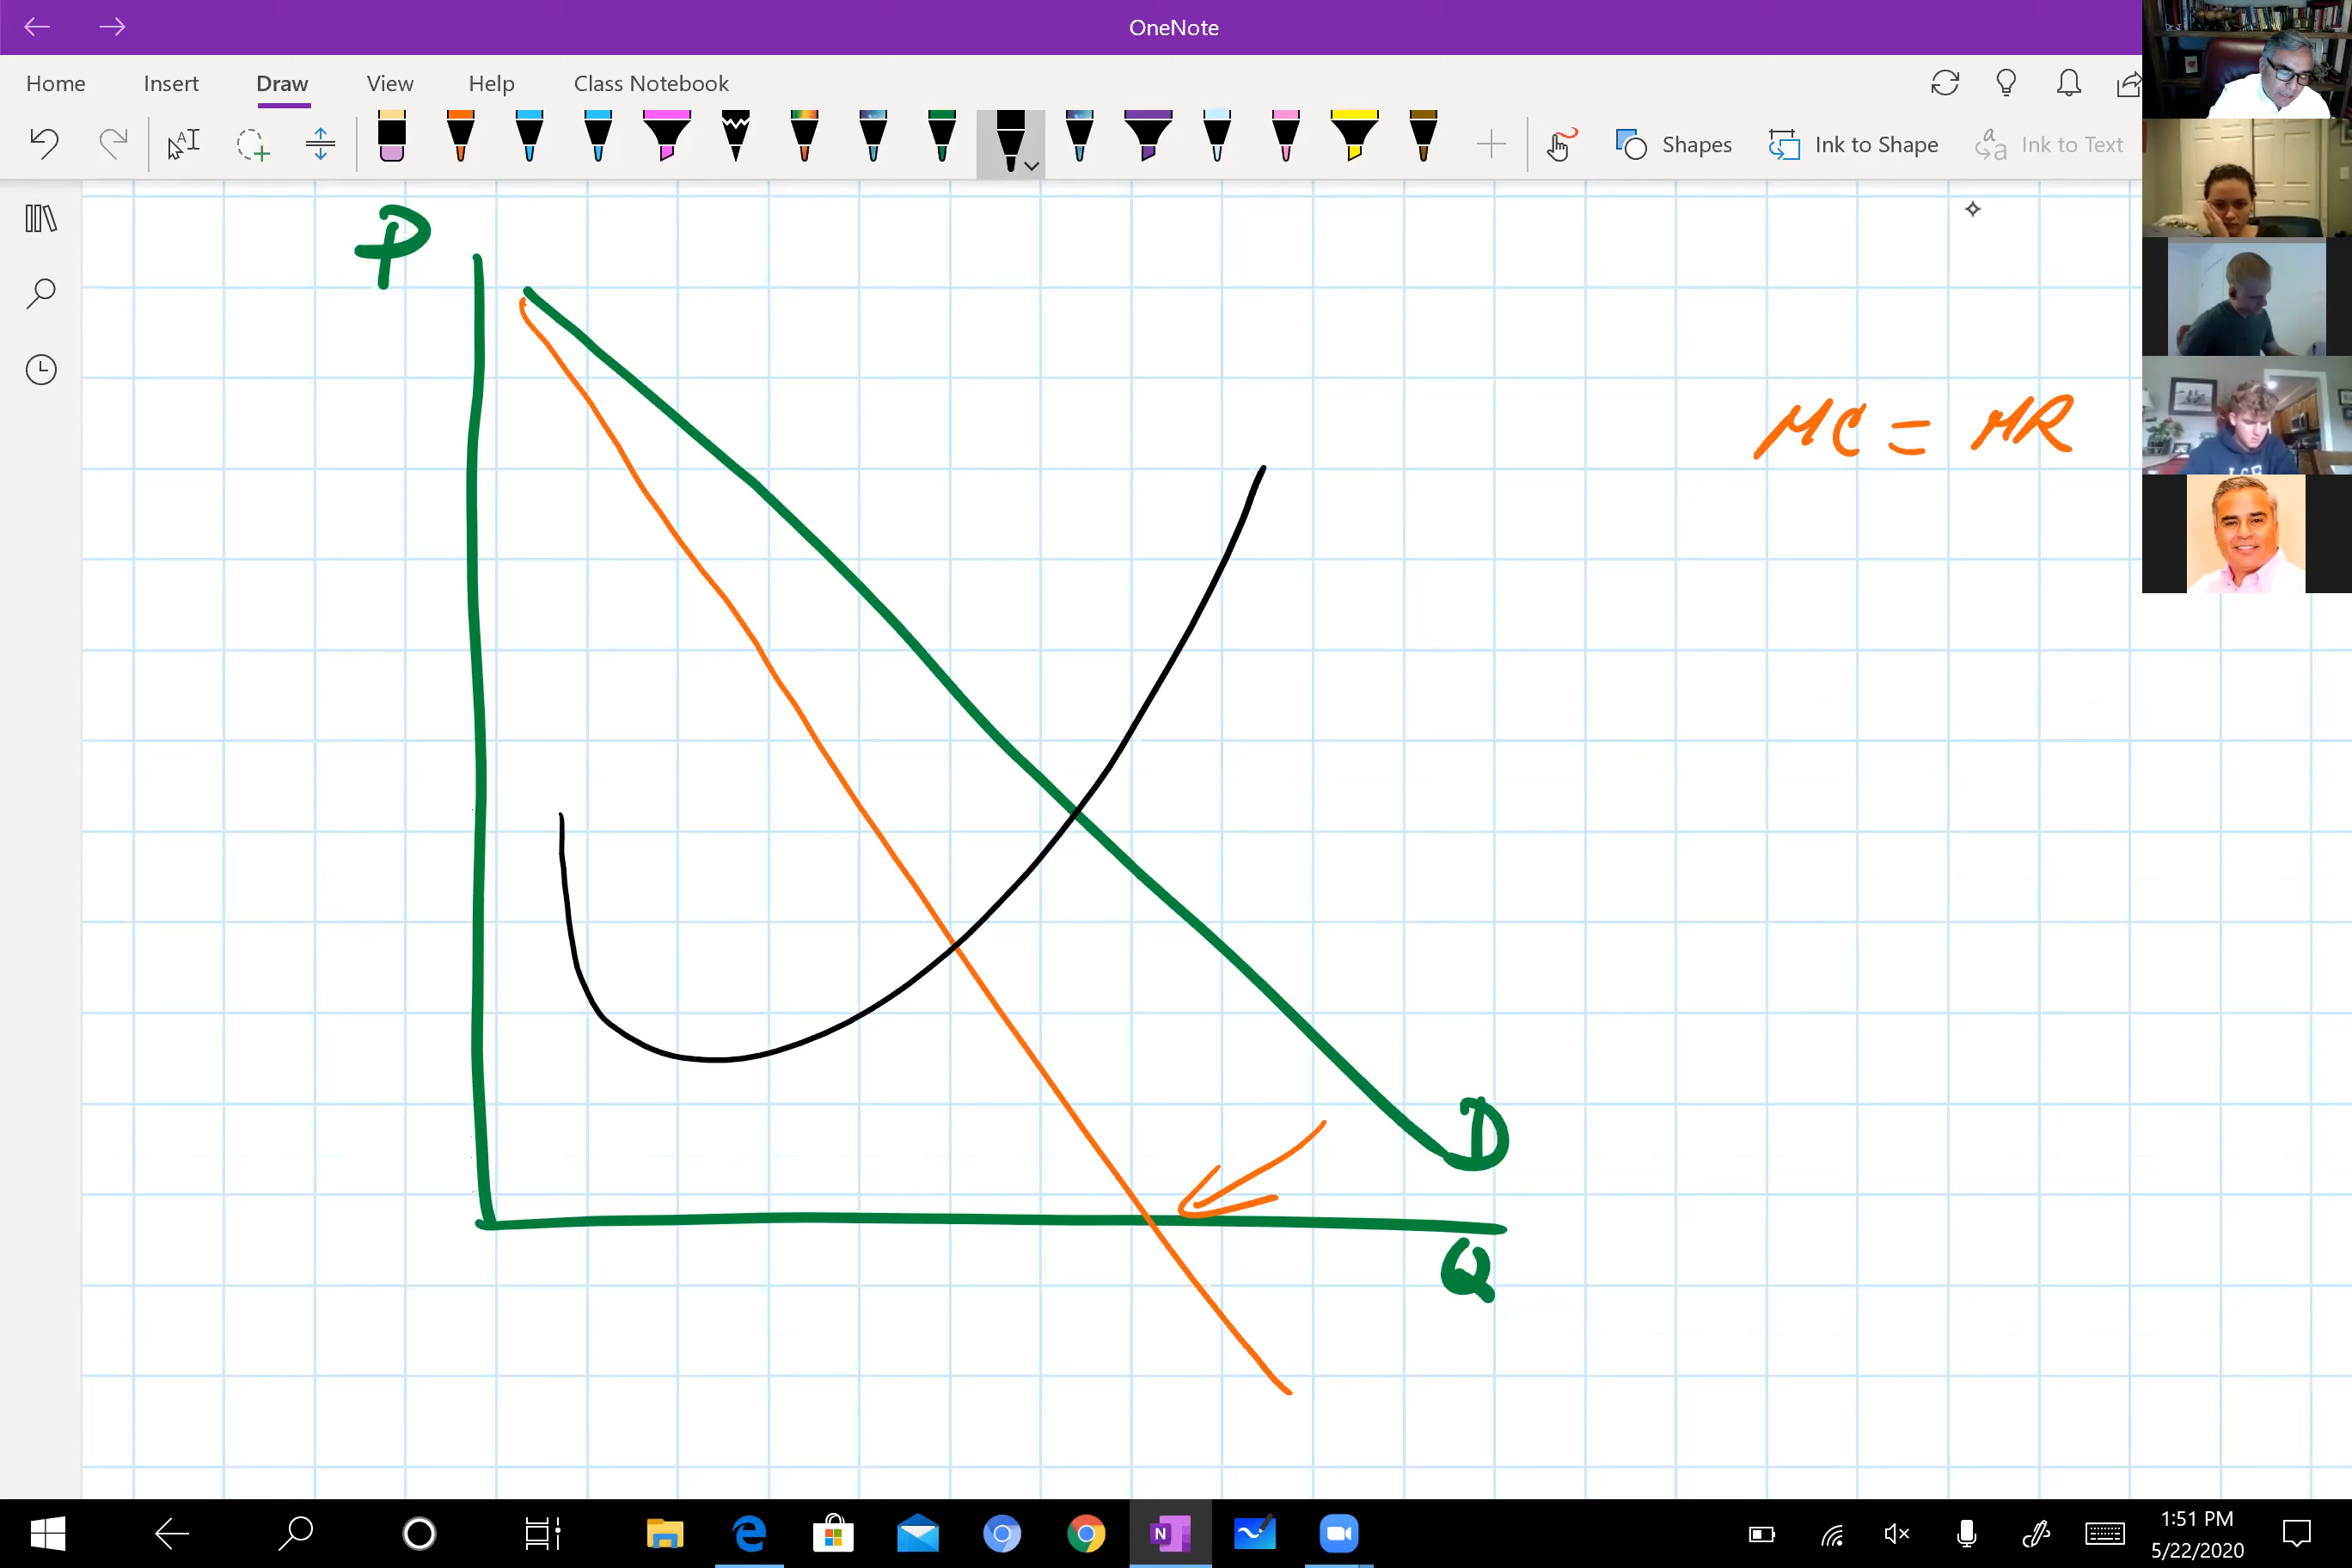 OneNote
Home Insert Draw View Help Class Notebook
Shapes Ink to Shape Ink to Text
P
MC = MR
D
Q
1:51 PM
5/22/2020